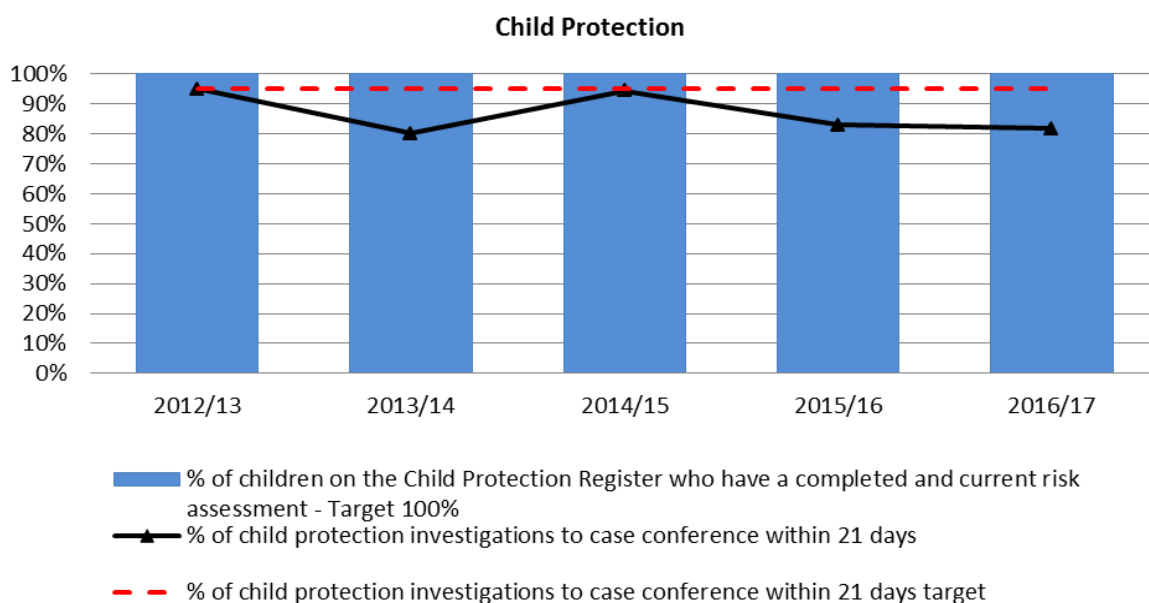 Child Protection
100%
90%
80%
70%
60%
50%
40%
30%
20%
10%
0%
2012/13 2013/14 2014/15 2015/16 2016/17
% of children on the Child Protection Register who have a completed and current risk
assessment - Target 100%
% of child protection investigations to case conference within 21 days
% of child protection investigations to case conference within 21 days target